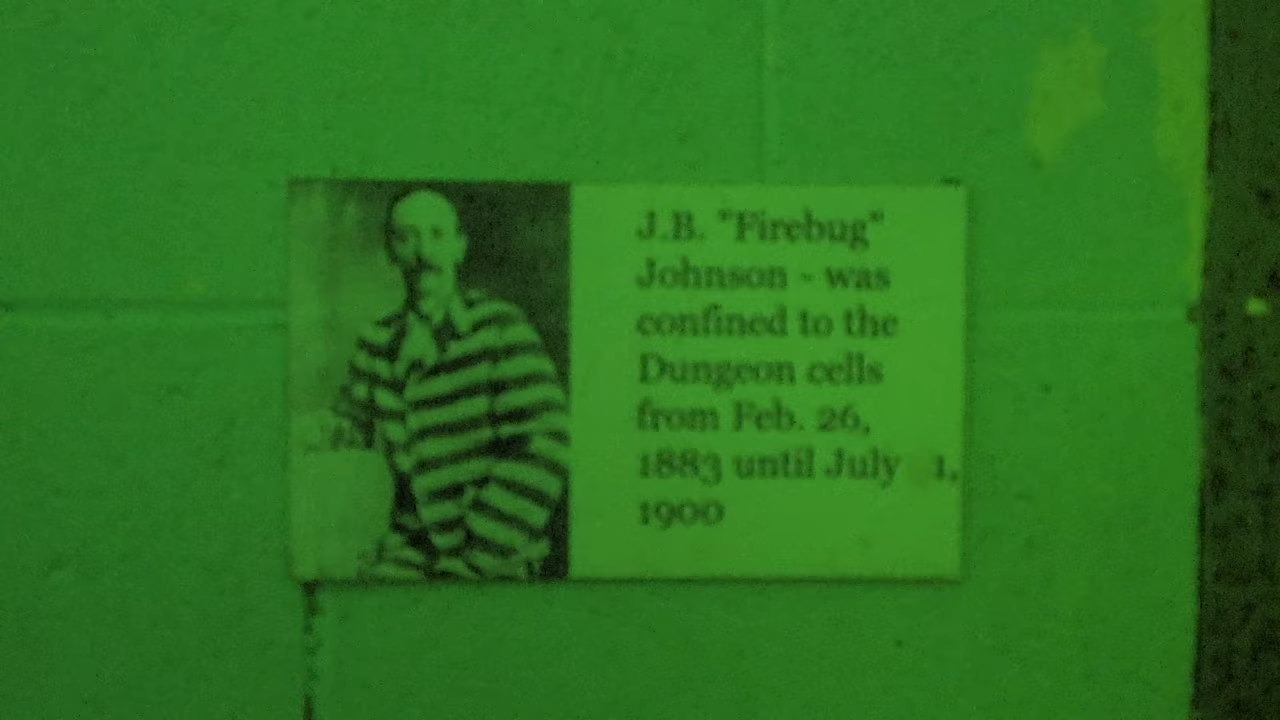 J.B. "Firebug"
Johnson - was
confined to the
Dungeon cells
from Feb. 26,
1883 until July 1,
1900